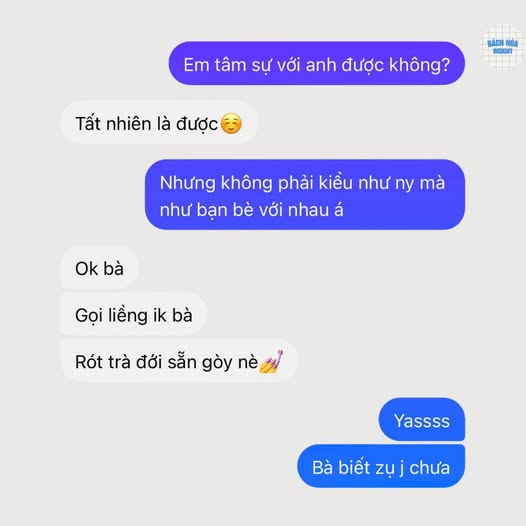 BÁCH HÓA
INSIGHT
Em tâm sự với anh được không?
Tất nhiên là được☺️
Nhưng không phải kiểu như ny mà
như bạn bè với nhau á
Ok bà
Gọi liềng ik bà
Rót trà đới sẵn gòy nè💅
Yassss
Bà biết zụ j chưa